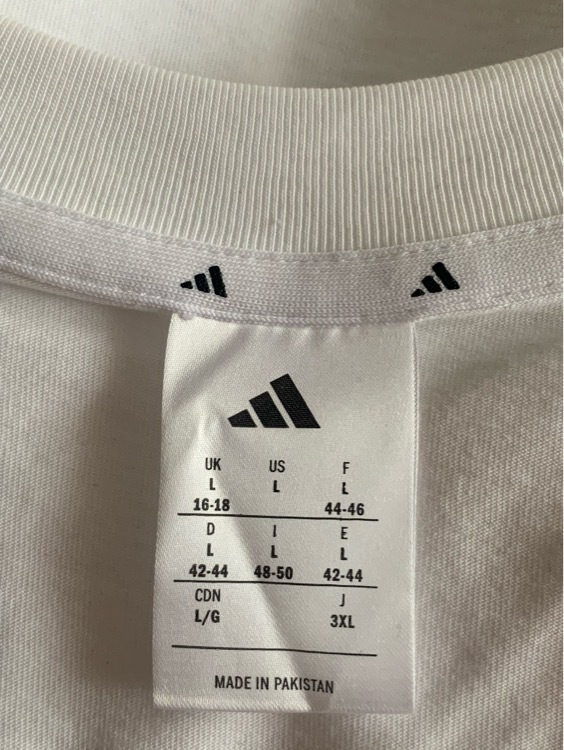 UK US F
L L L
16-18 44-46
D I E
L L L
42-44 48-50 42-44
CDN J
L/G 3XL
MADE IN PAKISTAN